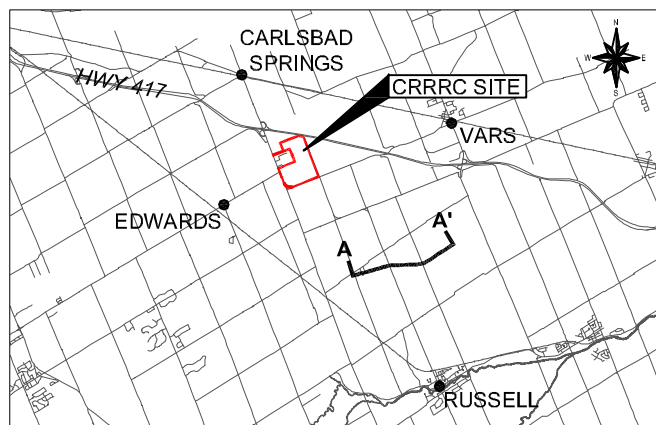 CARLSBAD
SPRINGS
HWY 417
CRRRC SITE
N
W E
S
VARS
EDWARDS
A
A'
RUSSELL